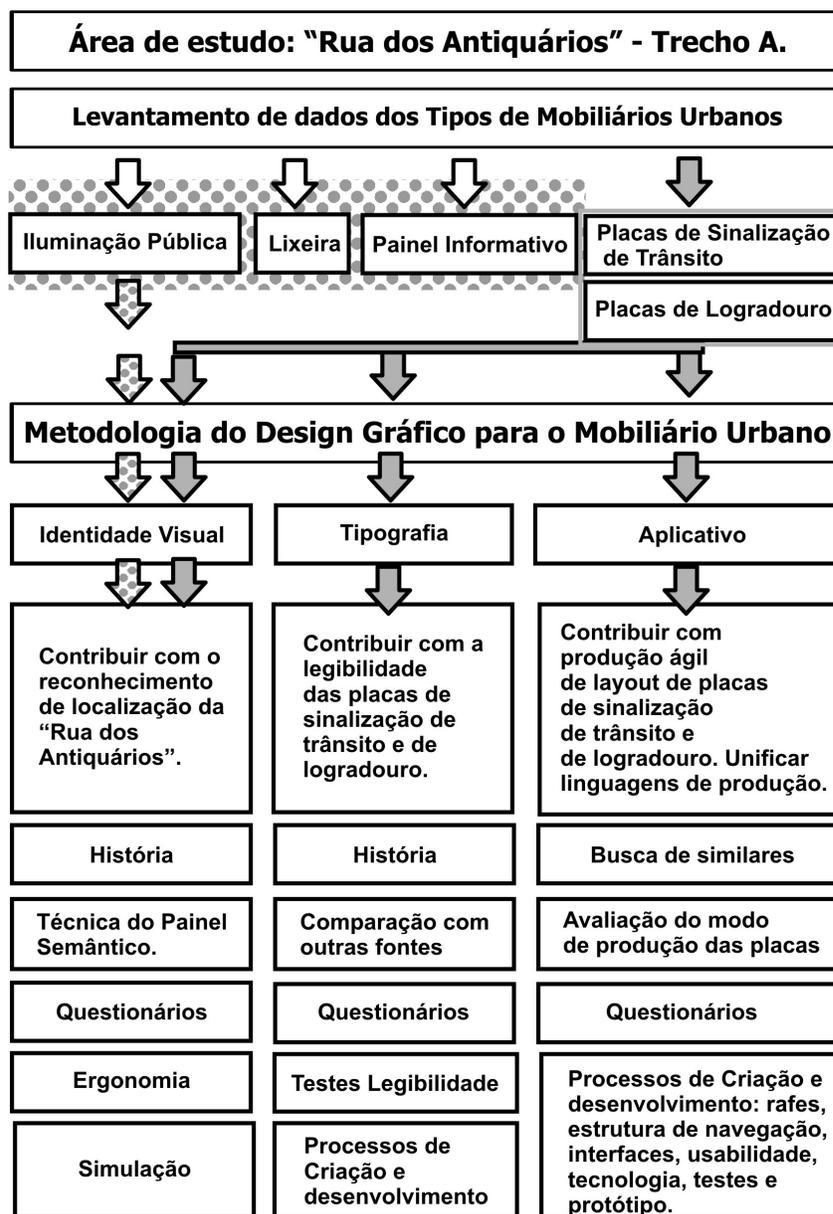 Área de estudo: “Rua dos Antiquários” - Trecho A.
Levantamento de dados dos Tipos de Mobiliários Urbanos
Iluminação Pública
Lixeira
Painel Informativo
Placas de Sinalização
de Trânsito
Placas de Logradouro
Metodologia do Design Gráfico para o Mobiliário Urbano
Identidade Visual
Tipografia
Aplicativo
Contribuir com o
reconhecimento
de localização da
“Rua dos
Antiquários”.
Contribuir com a
legibilidade
das placas de
sinalização de
trânsito e de
logradouro.
Contribuir com
produção ágil
de layout de placas
de sinalização
de trânsito e
de logradouro. Unificar
linguagens de produção.
História
História
Busca de similares
Técnica do Painel
Semântico.
Comparação com
outras fontes
Avaliação do modo
de produção das placas
Questionários
Questionários
Questionários
Ergonomia
Testes Legibilidade
Processos de Criação e
desenvolvimento: rafes,
estrutura de navegação,
interfaces, usabilidade,
tecnologia, testes e
protótipo.
Simulação
Processos de
Criação e
desenvolvimento